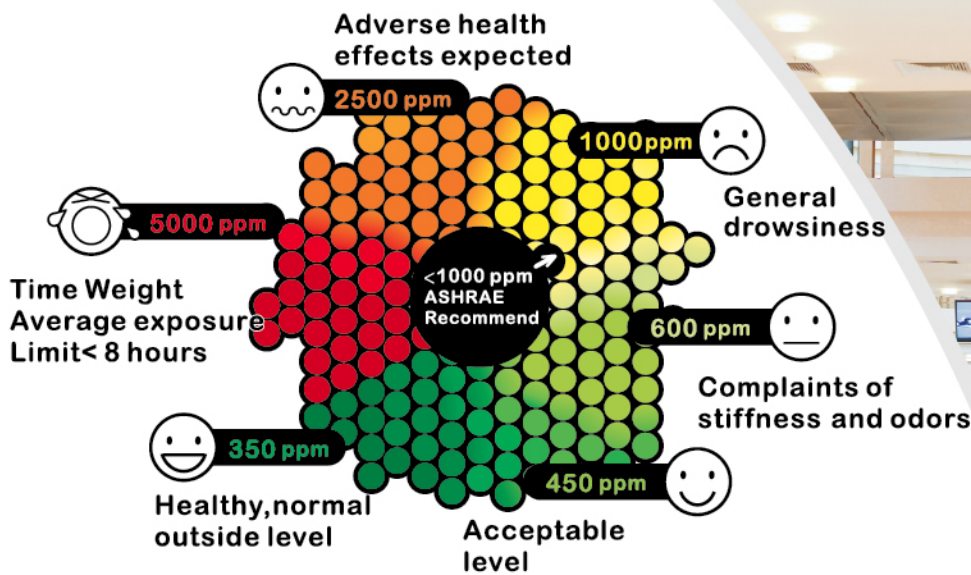 Adverse health
effects expected
2500 ppm
1000ppm
General
drowsiness
5000 ppm
Time Weight
Average exposure
Limit< 8 hours
<1000 ppm
ASHRAE
Recommend
600 ppm
Complaints of
stiffness and odors
350 ppm
Healthy,normal
outside level
450 ppm
Acceptable
level